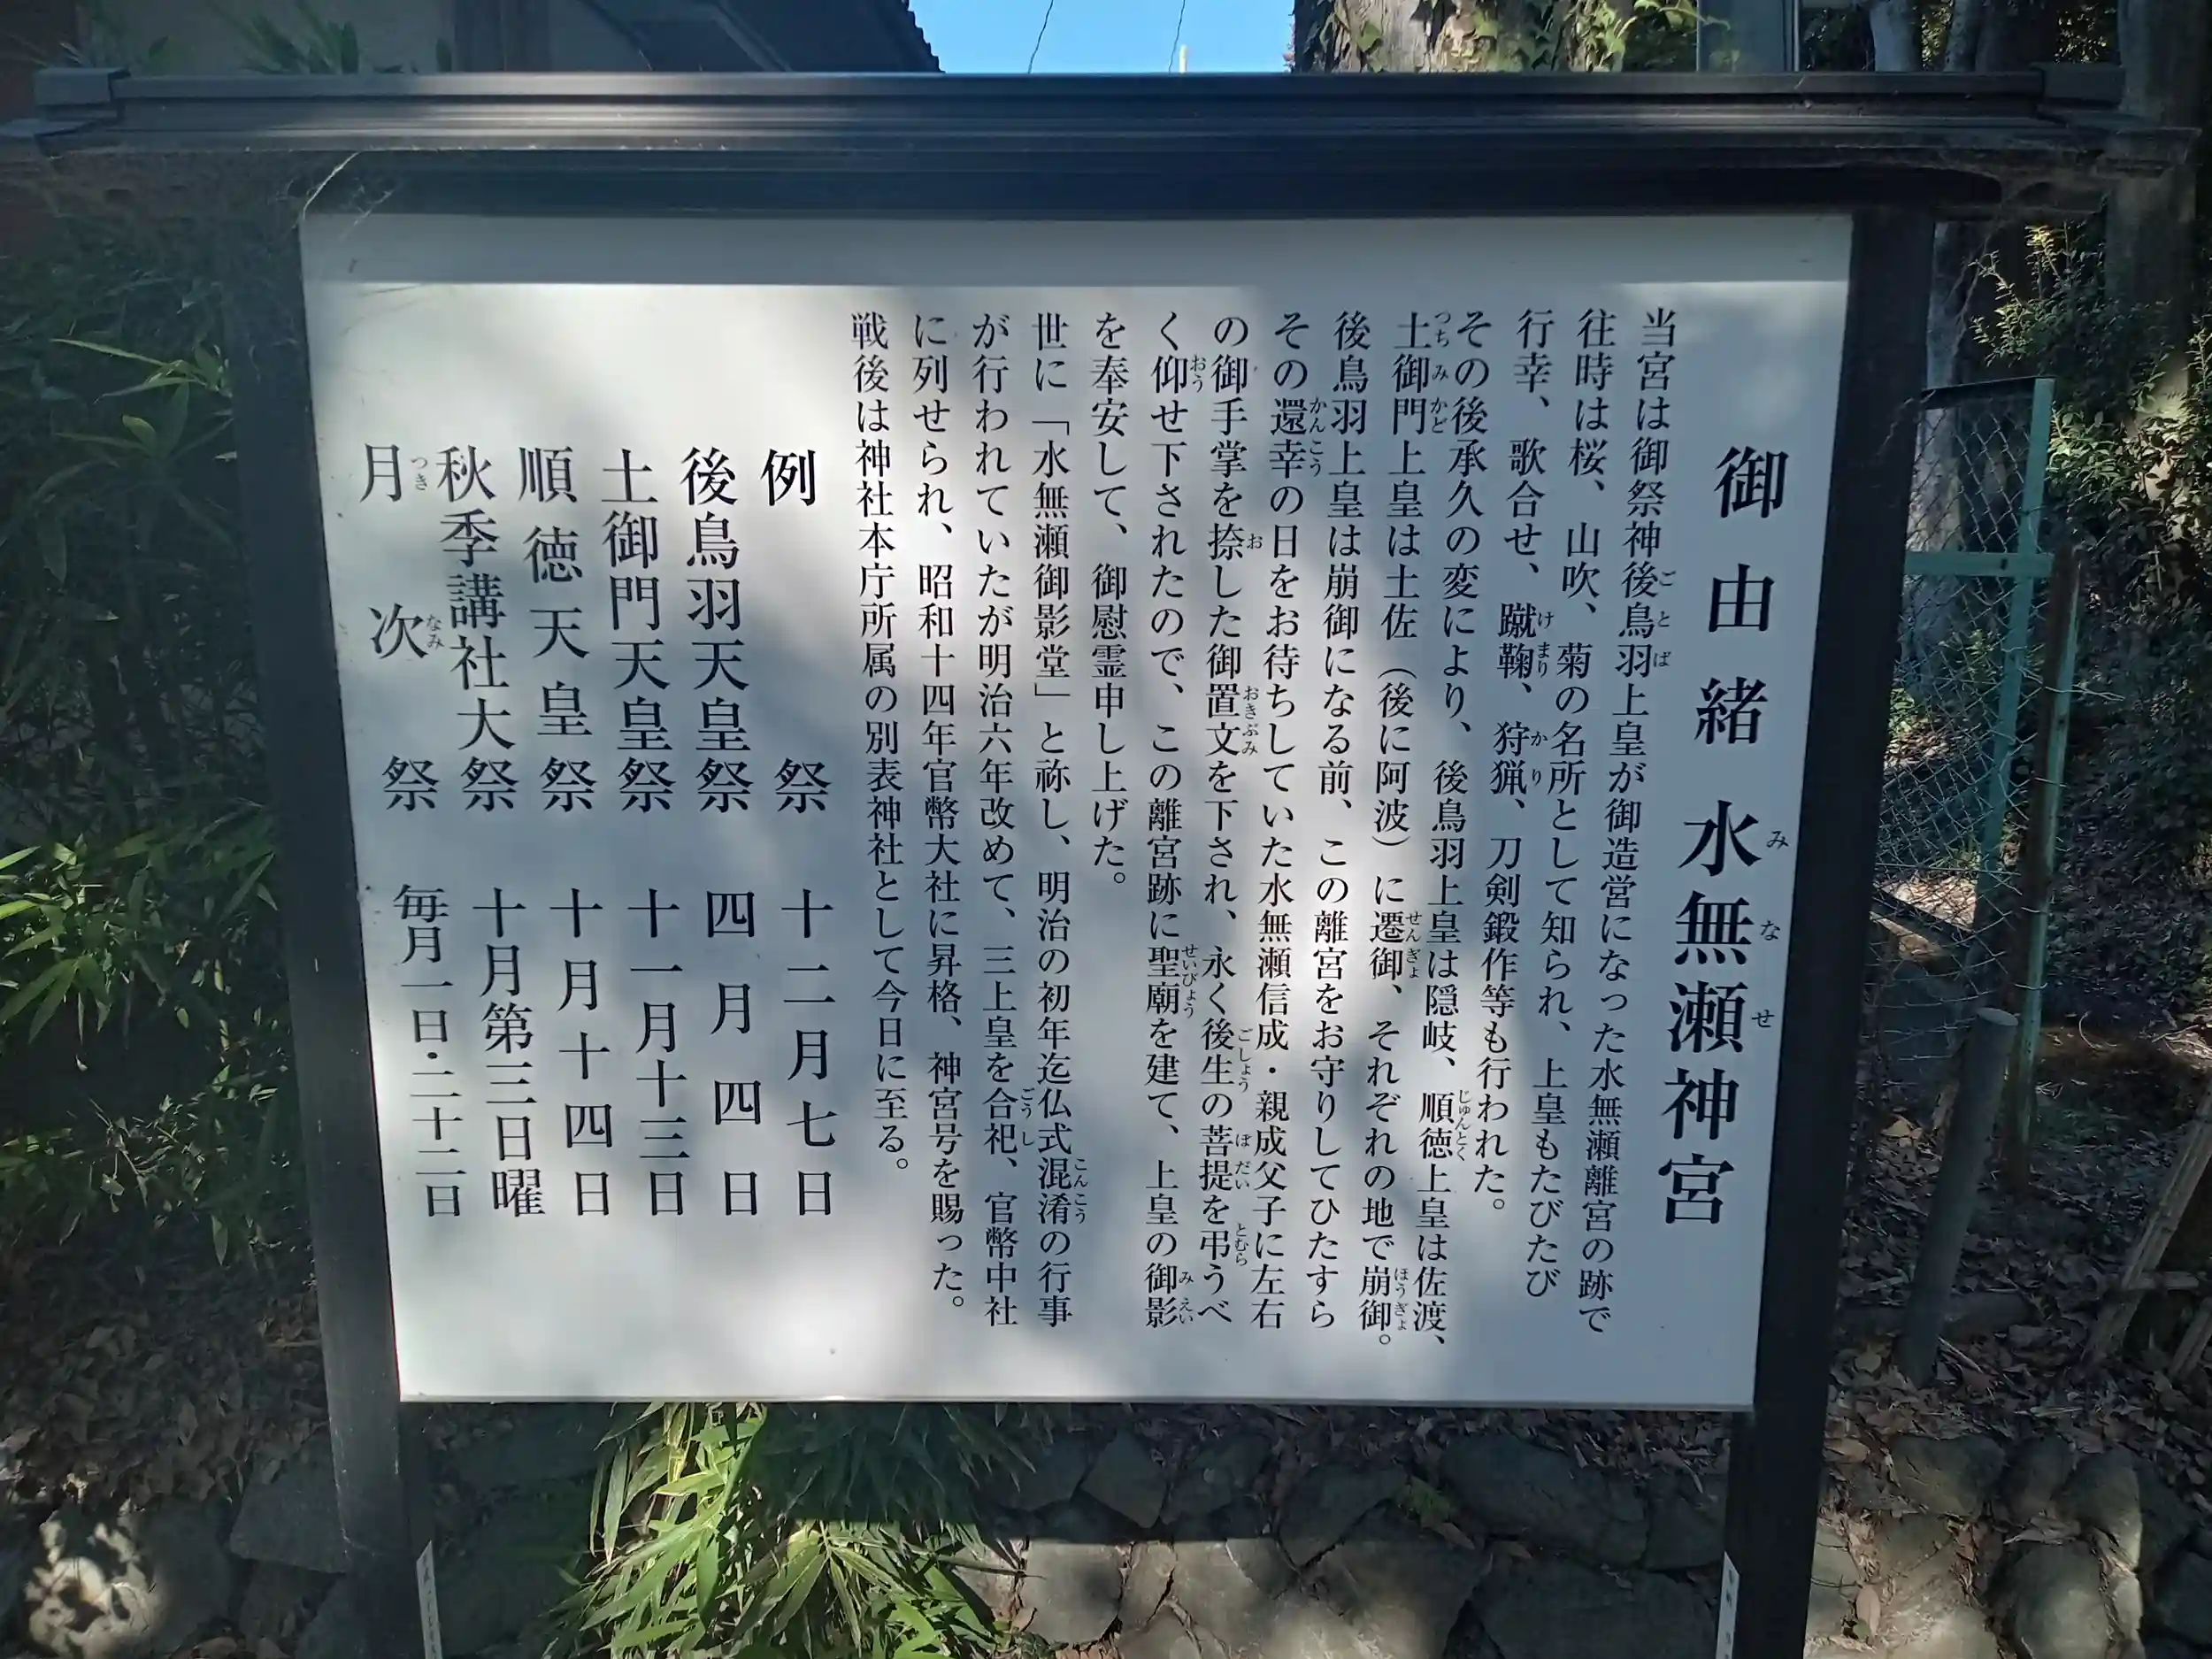 御由緒 水無瀬神宮
当宮は御祭神後鳥羽上皇が御造営になった水無瀬離宮の跡で
往時は桜、山吹、菊の名所として知られ、上皇もたびたび
行幸、歌合せ、蹴鞠、狩猟、刀剣鍛作等も行われた。
その後承久の変により、後鳥羽上皇は隠岐、順徳上皇は佐渡、
土御門上皇は土佐（後に阿波）に遷御、それぞれの地で崩御。
後鳥羽上皇は崩御になる前、この離宮をお守りしてひたすら
その還幸の日をお待ちしていた水無瀬信成・親成父子に左右
の御手掌を捺した御置文を下され、永く後生の菩提を弔うべ
く仰せ下されたので、この離宮跡に聖廟を建て、上皇の御影
を奉安して、御慰霊申し上げた。
世に「水無瀬御影堂」と祢し、明治の初年迄仏式混淆の行事
が行われていたが明治六年改めて、三上皇を合祀、官幣中社
に列せられ、昭和十四年官幣大社に昇格、神宮号を賜った。
戦後は神社本庁所属の別表神社として今日に至る。
例祭 十二月七日
後鳥羽天皇祭 四月四日
土御門天皇祭 十一月十三日
順徳天皇祭 十月十四日
秋季講社大祭 十月第三日曜
月次祭 毎月一日・二十二日